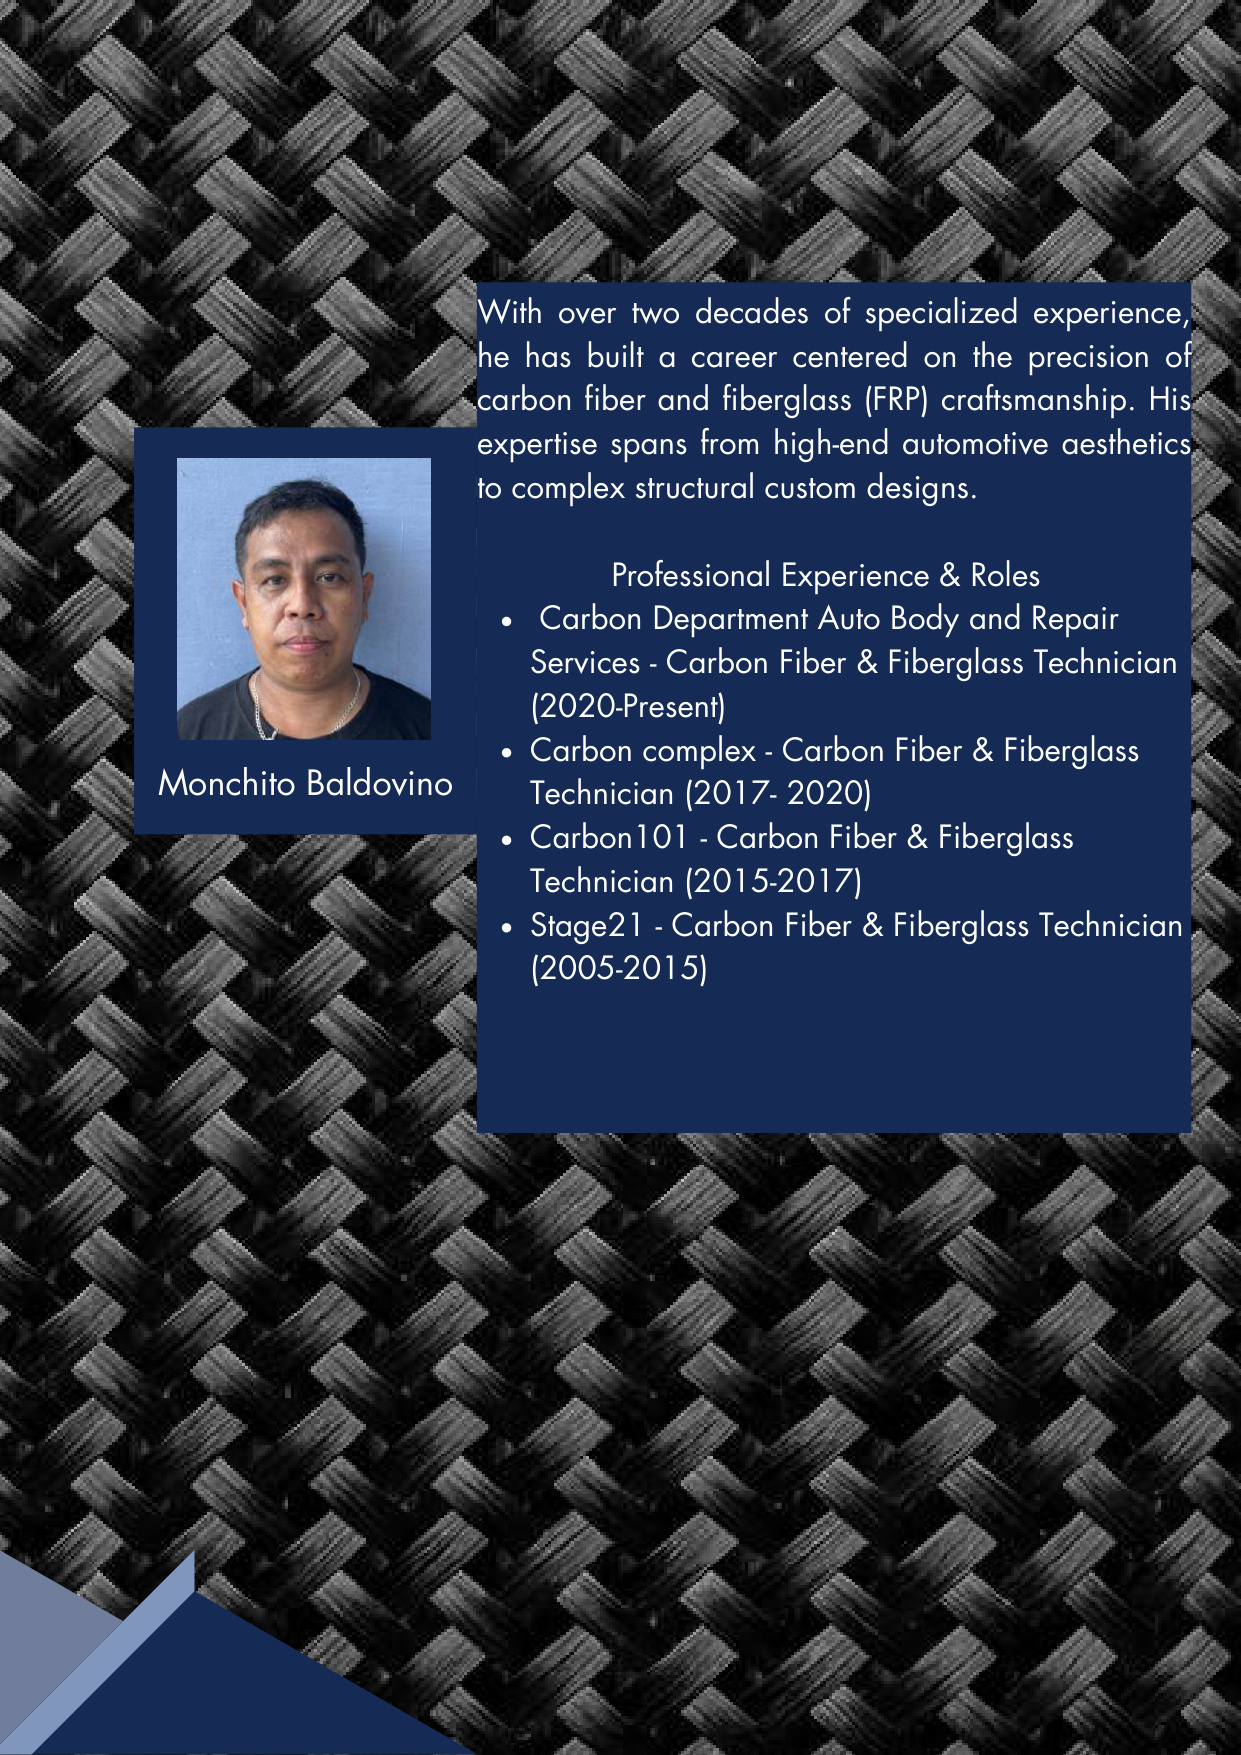 With over two decades of specialized experience,
he has built a career centered on the precision of
carbon fiber and fiberglass (FRP) craftsmanship. His
expertise spans from high-end automotive aesthetics
to complex structural custom designs.
Professional Experience & Roles
• Carbon Department Auto Body and Repair
Services - Carbon Fiber & Fiberglass Technician
(2020-Present)
• Carbon complex - Carbon Fiber & Fiberglass
Technician (2017- 2020)
• Carbon101 - Carbon Fiber & Fiberglass
Technician (2015-2017)
• Stage21 - Carbon Fiber & Fiberglass Technician
(2005-2015)
Monchito Baldovino